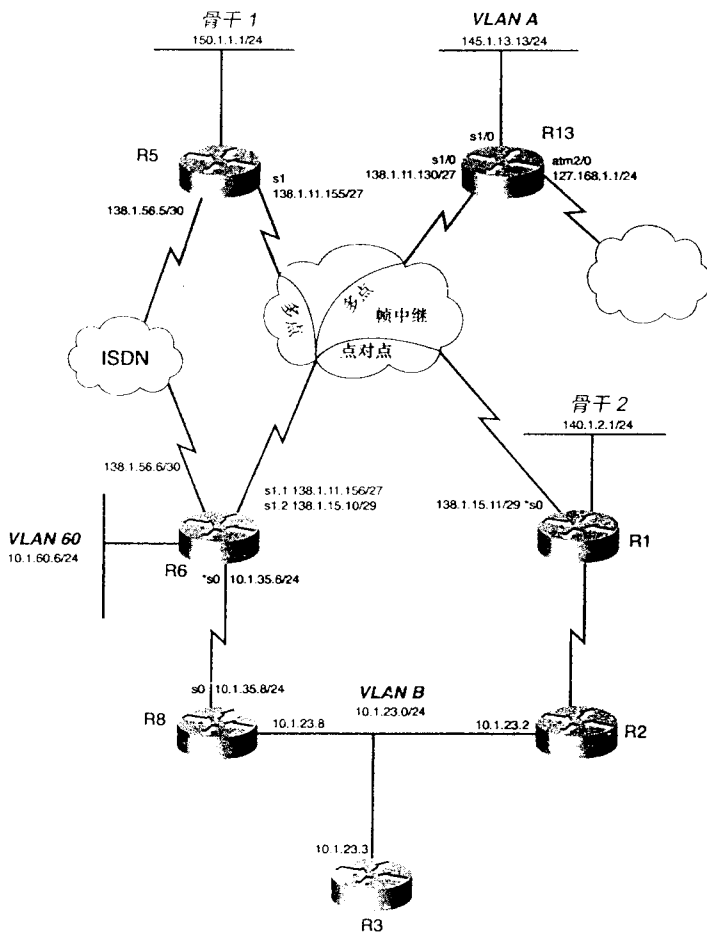 骨干 1
150.1.1.1/24
VLAN A
145.1.13.13/24
R5
s1
138.1.11.155/27
138.1.56.5/30
s1/0
R13
s1/0
138.1.11.130/27
atm2/0
127.168.1.1/24
多点
多点
帧中继
点对点
ISDN
骨干 2
140.1.2.1/24
138.1.56.6/30
s1.1 138.1.11.156/27
s1.2 138.1.15.10/29
138.1.15.11/29 *s0
R1
VLAN 60
10.1.60.6/24
R6
*s0 10.1.35.6/24
s0 10.1.35.8/24
R8
VLAN B
10.1.23.0/24
10.1.23.8
10.1.23.2
R2
10.1.23.3
R3